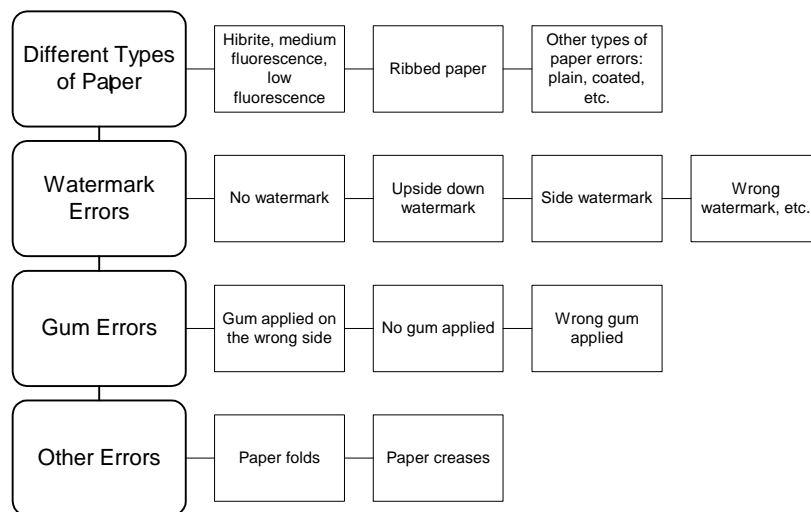 Different Types
of Paper
Hibrite, medium
fluorescence,
low
fluorescence
Ribbed paper
Other types of
paper errors:
plain, coated,
etc.
Watermark
Errors
No watermark
Upside down
watermark
Side watermark
Wrong
watermark, etc.
Gum Errors
Gum applied on
the wrong side
No gum applied
Wrong gum
applied
Other Errors
Paper folds
Paper creases